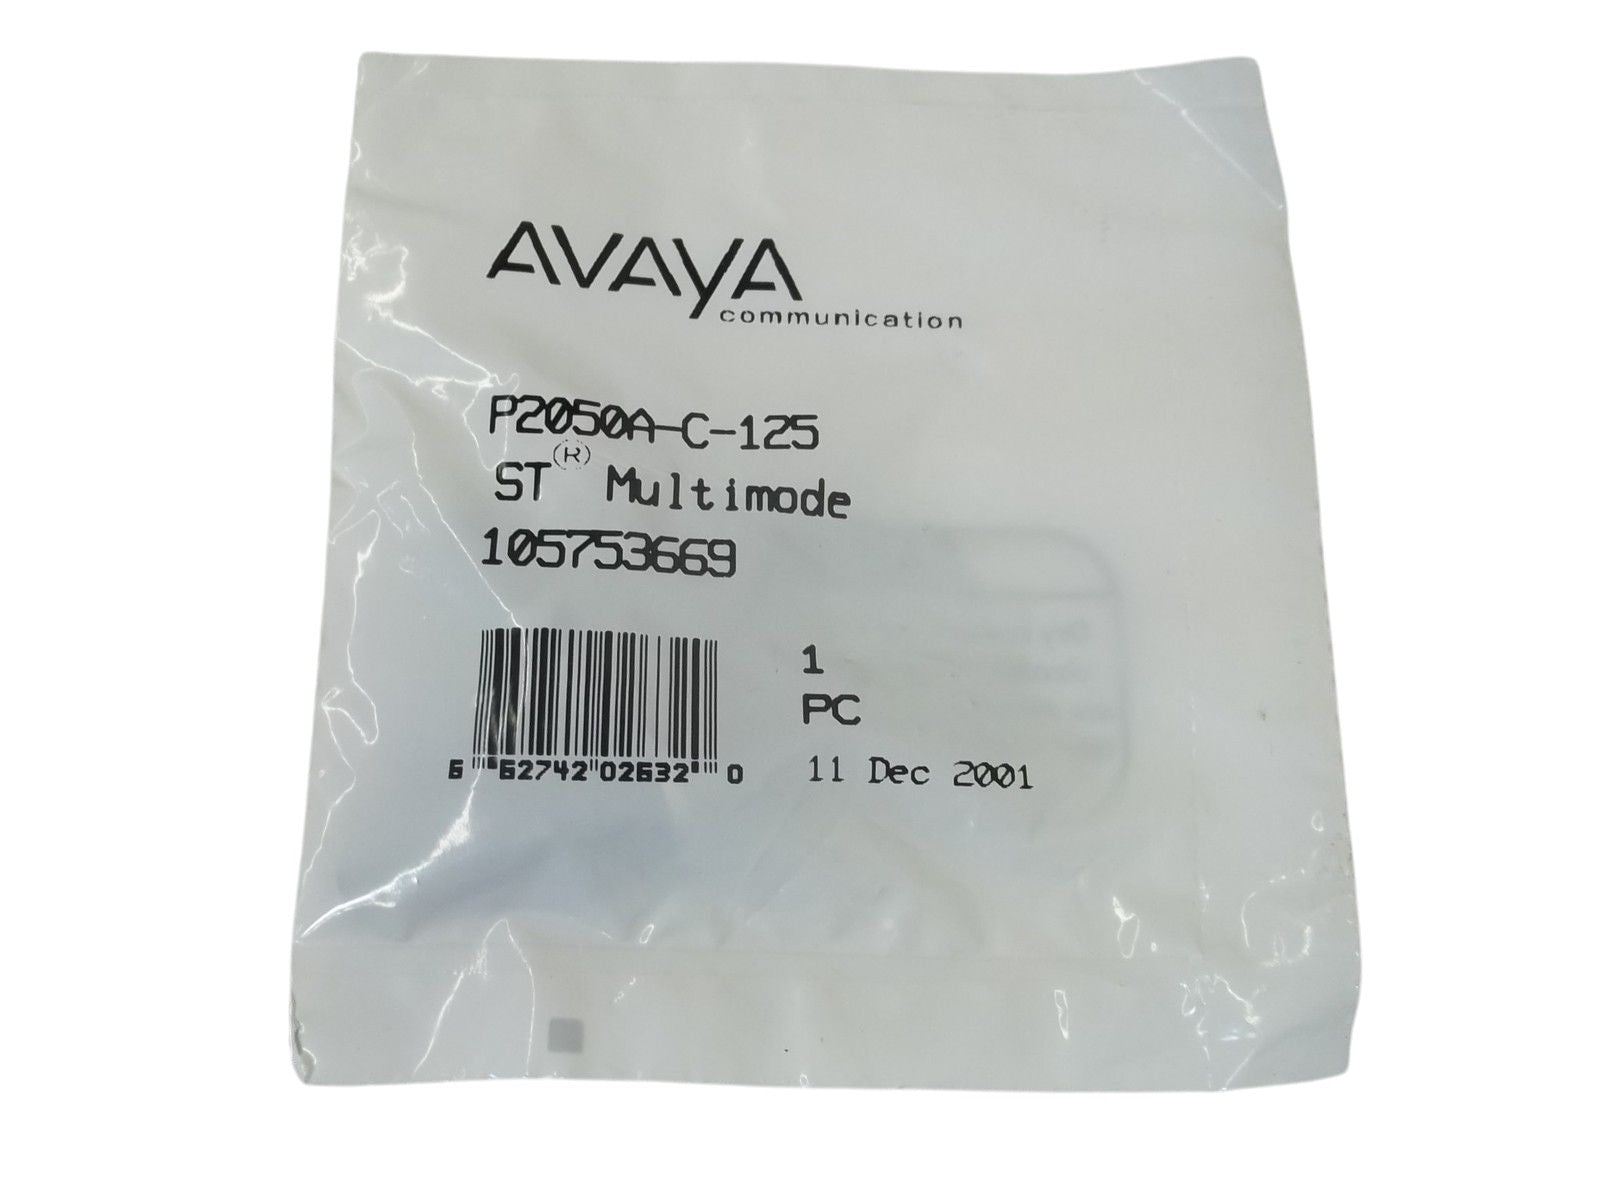 AVAYA
communication
P2050A-C-125
ST(R) Multimode
105753669
1
PC
6 62742 02632 0
11 Dec 2001